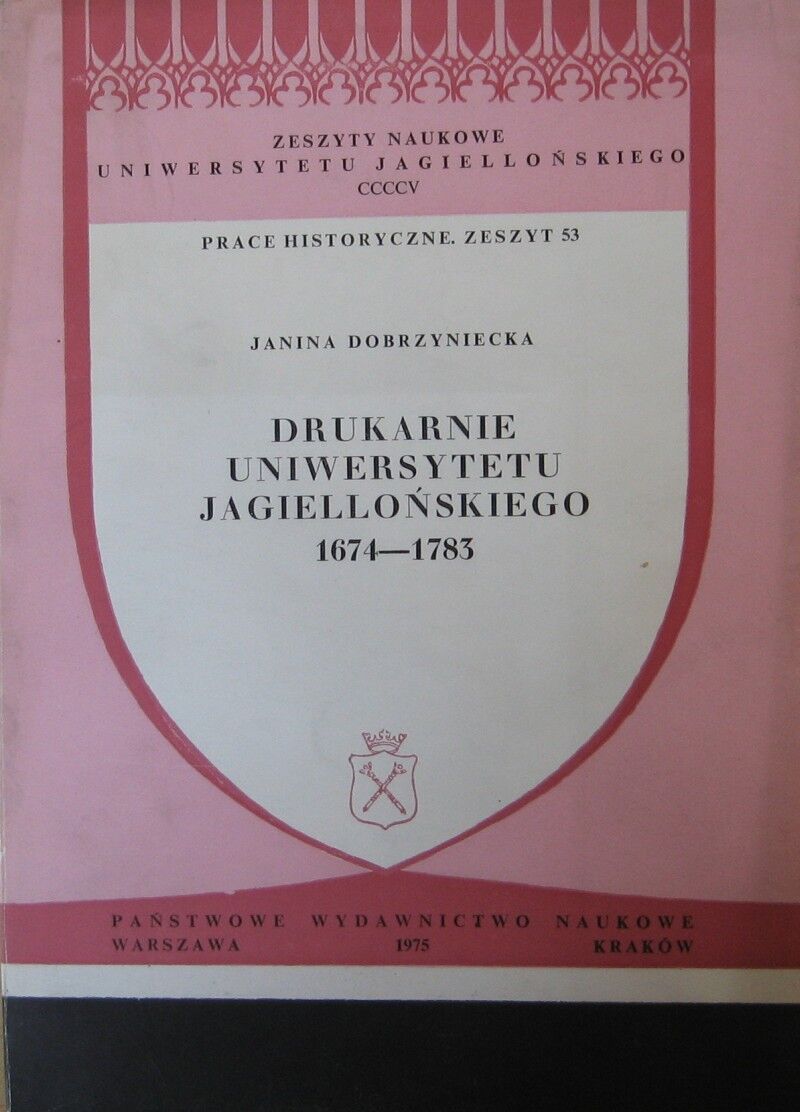 ZESZYTY NAUKOWE
UNIWERSYTETU JAGIELLOŃSKIEGO
CCCCV
PRACE HISTORYCZNE. ZESZYT 53
JANINA DOBRZYNIECKA
DRUKARNIE
UNIWERSYTETU
JAGIELLOŃSKIEGO
1674—1783
PAŃSTWOWE WYDAWNICTWO NAUKOWE
WARSZAWA 1975 KRAKÓW